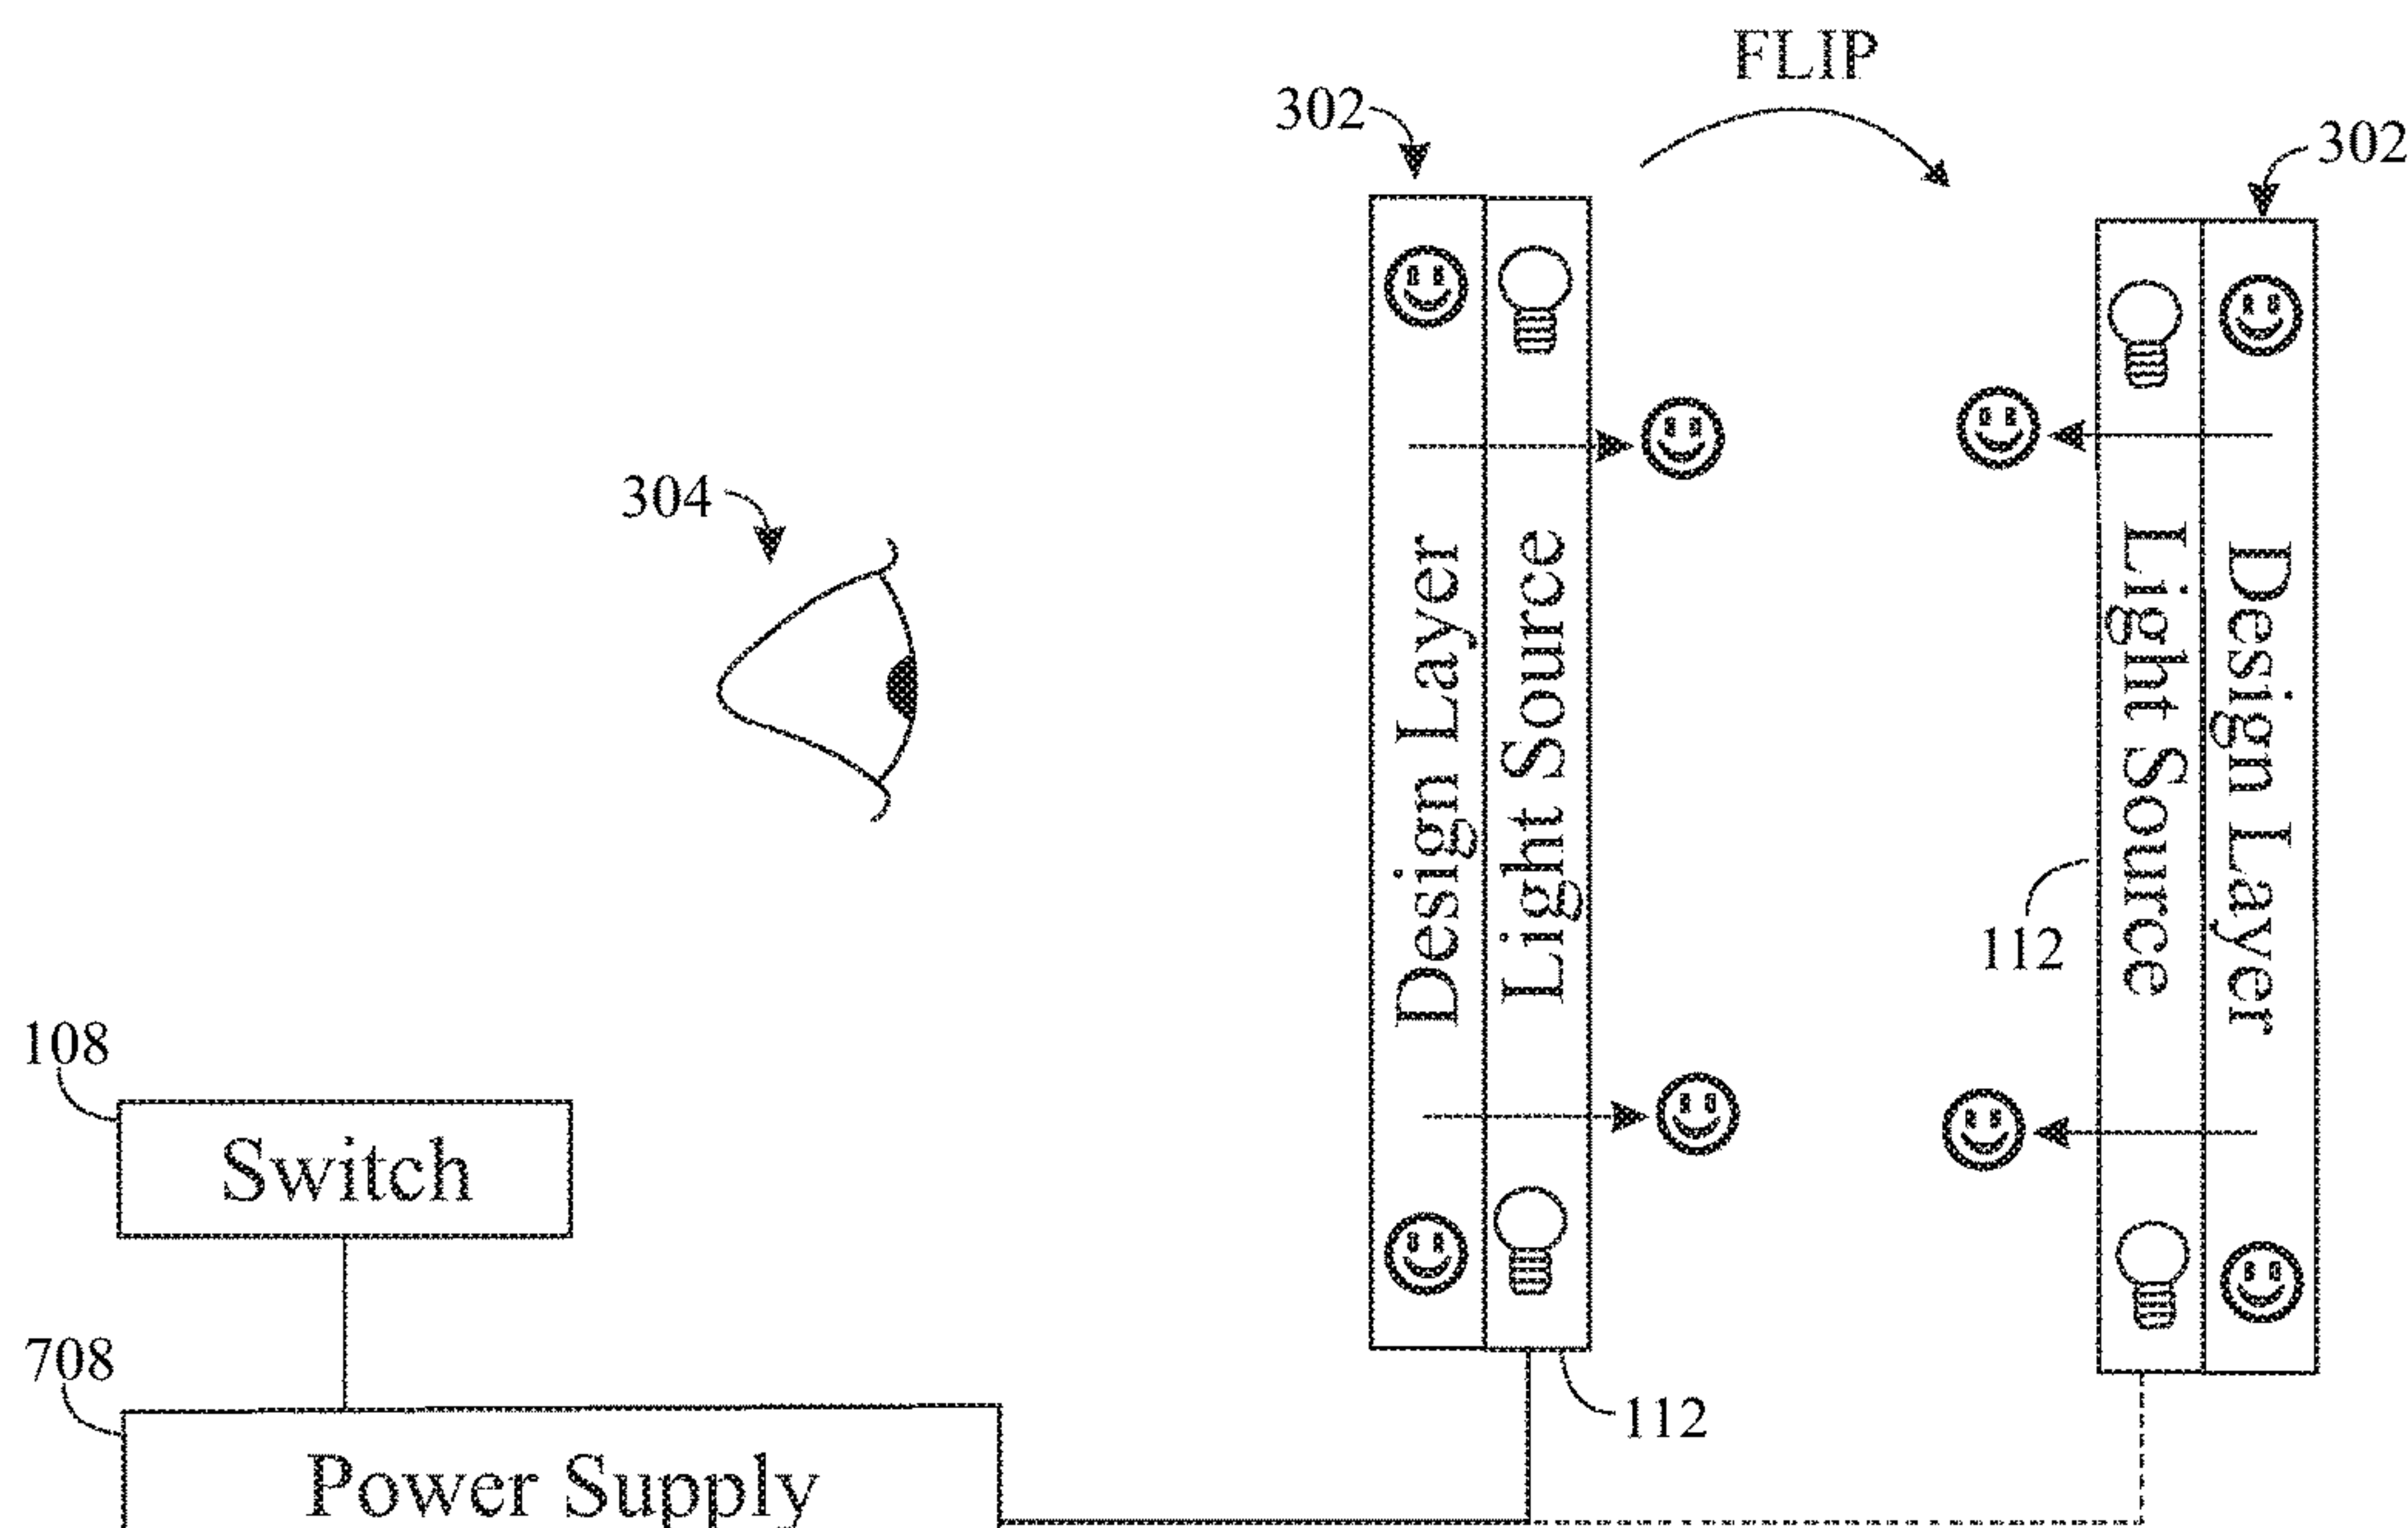 FLIP
302
302
304
Design Layer
Light Source
Light Source
Design Layer
112
108
Switch
708
112
Power Supply